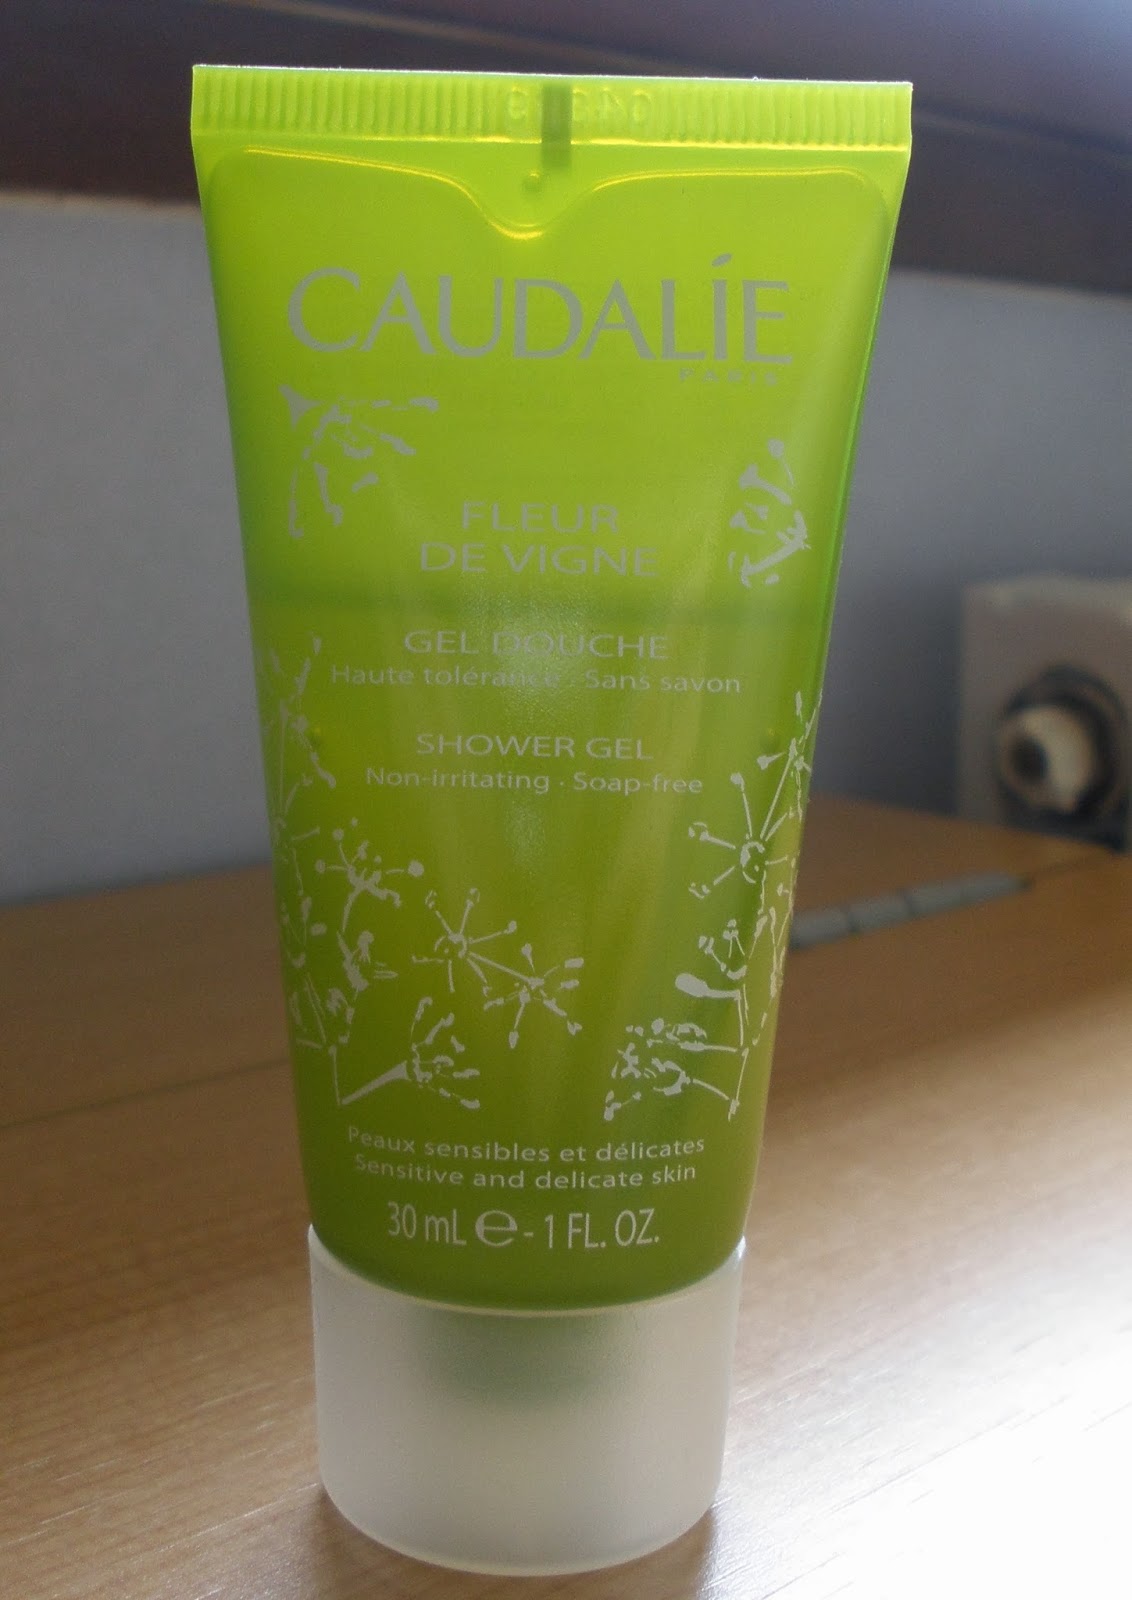 CAUDALÍE
PARIS
FLEUR
DE VIGNE
GEL DOUCHE
Haute tolérance . Sans savon
SHOWER GEL
Non-irritating · Soap-free
Peaux sensibles et délicates
Sensitive and delicate skin
30 mL e - 1 FL. OZ.